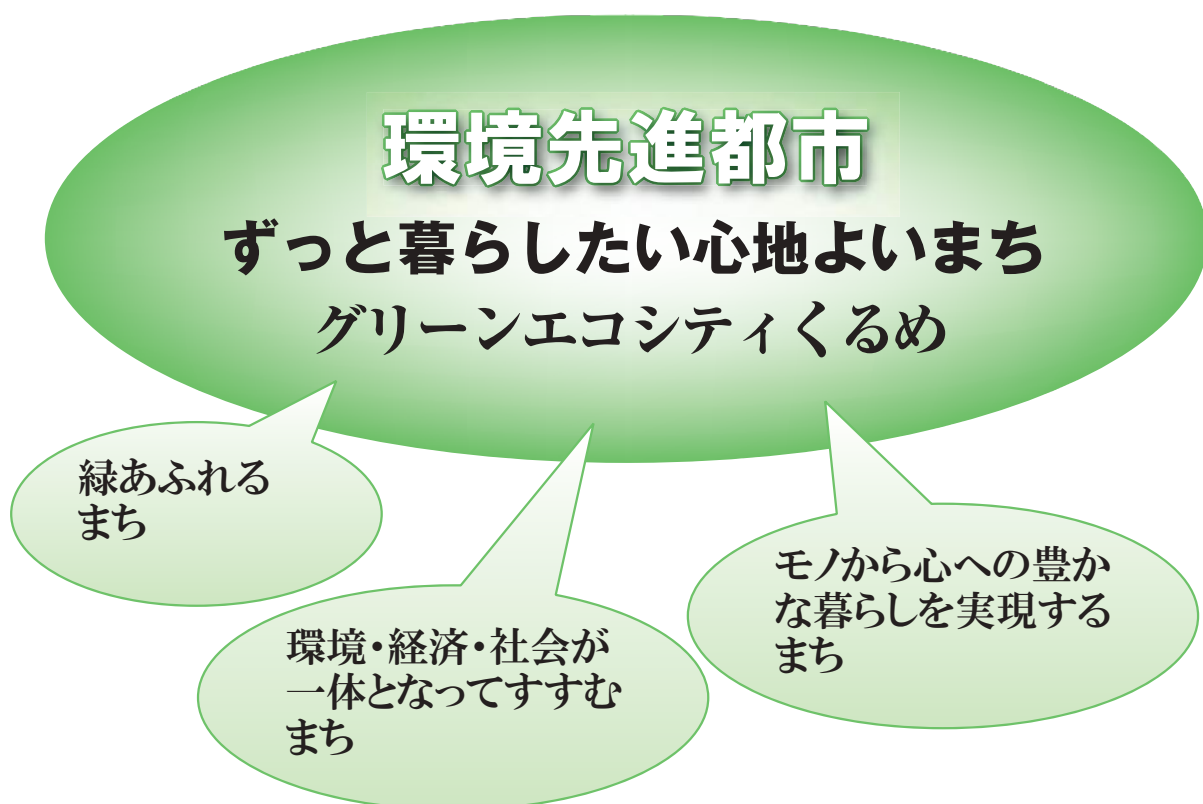 環境先進都市
ずっと暮らしたい心地よいまち
グリーンエコシティくるめ
緑あふれる
まち
環境・経済・社会が
一体となってすすむ
まち
モノから心への豊か
な暮らしを実現する
まち